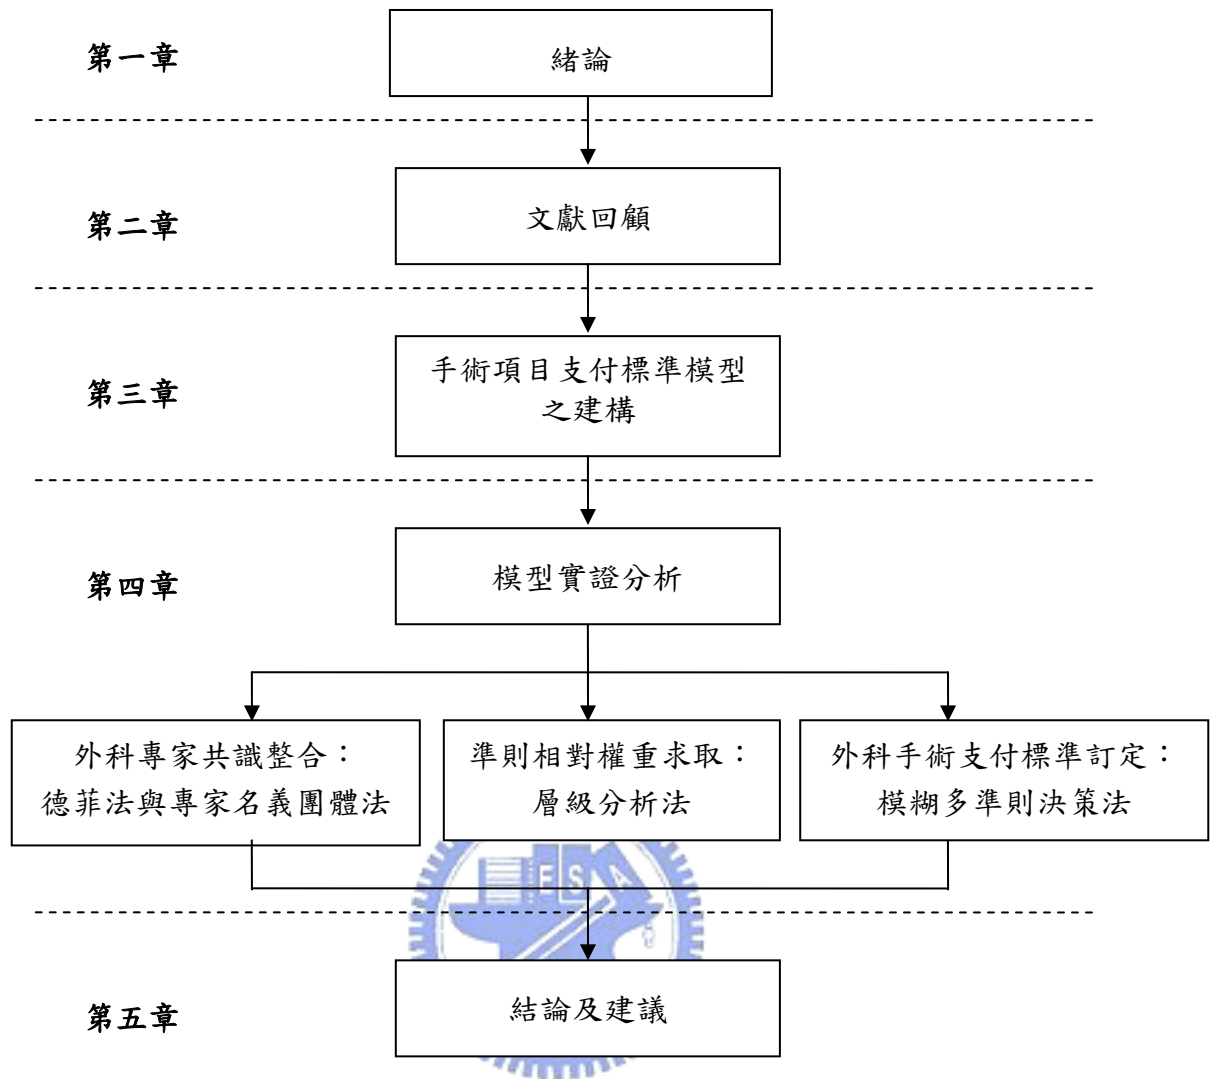 第一章
緒論
第二章
文獻回顧
第三章
手術項目支付標準模型
之建構
第四章
模型實證分析
外科專家共識整合：
德菲法與專家名義團體法
準則相對權重求取：
層級分析法
外科手術支付標準訂定：
模糊多準則決策法
ESA
第五章
結論及建議